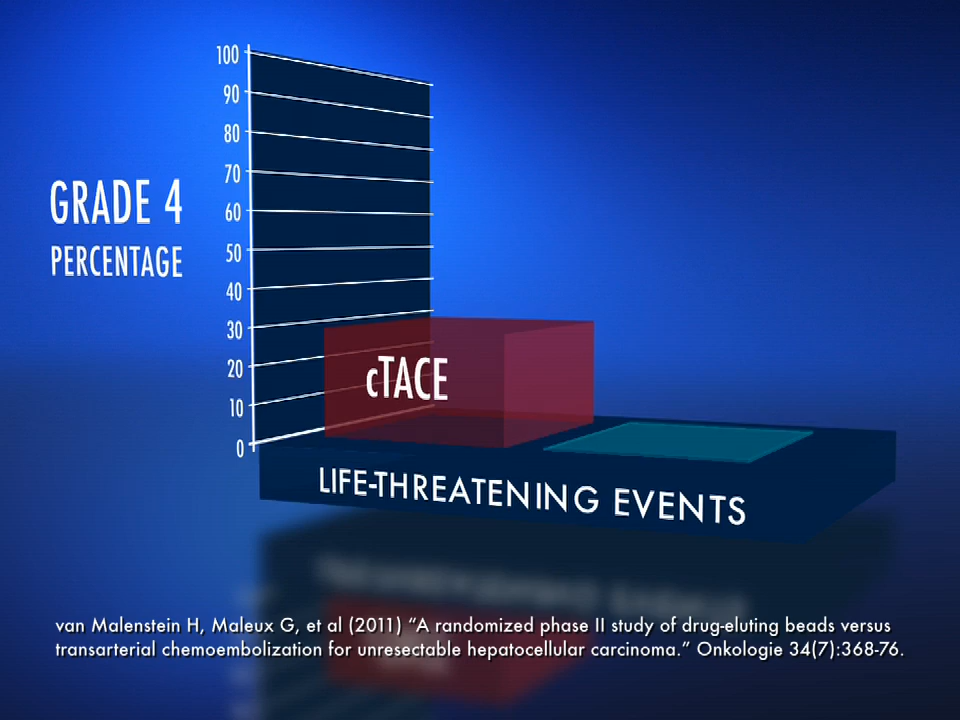 100
90
80
70
60
50
40
30
20
10
0
GRADE 4
PERCENTAGE
cTACE
LIFE-THREATENING EVENTS
van Malenstein H, Maleux G, et al (2011) “A randomized phase II study of drug-eluting beads versus
transarterial chemoembolization for unresectable hepatocellular carcinoma.” Onkologie 34(7):368-76.